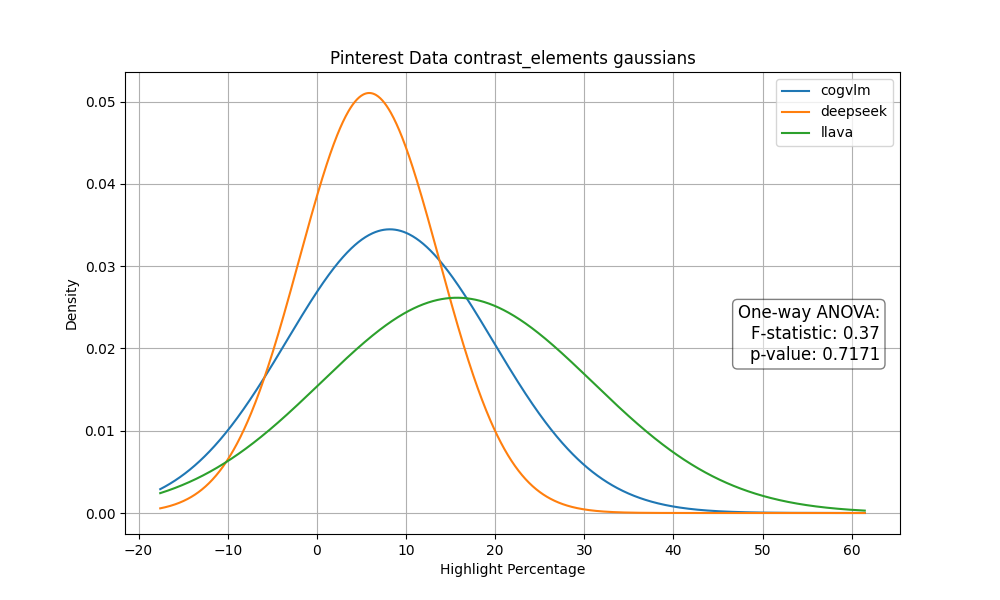 Pinterest Data contrast_elements gaussians
cogvlm
deepseek
llava
0.05
0.04
0.03
0.02
0.01
0.00
Density
One-way ANOVA:
F-statistic: 0.37
p-value: 0.7171
−20 −10 0 10 20 30 40 50 60
Highlight Percentage